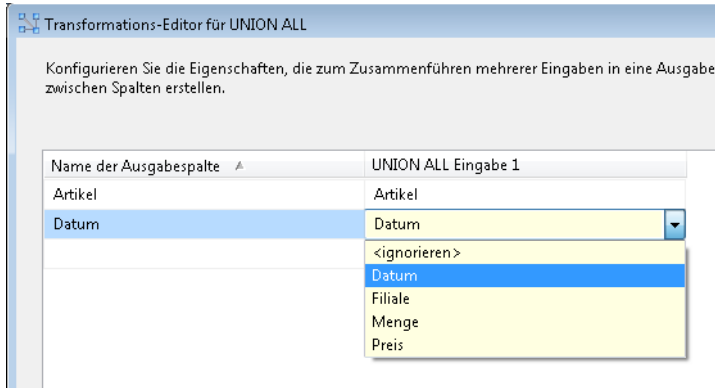 Transformations-Editor für UNION ALL
Konfigurieren Sie die Eigenschaften, die zum Zusammenführen mehrerer Eingaben in eine Ausgabe
zwischen Spalten erstellen.
Name der Ausgabespalte UNION ALL Eingabe 1
Artikel Artikel
Datum Datum
<ignorieren>
Datum
Filiale
Menge
Preis